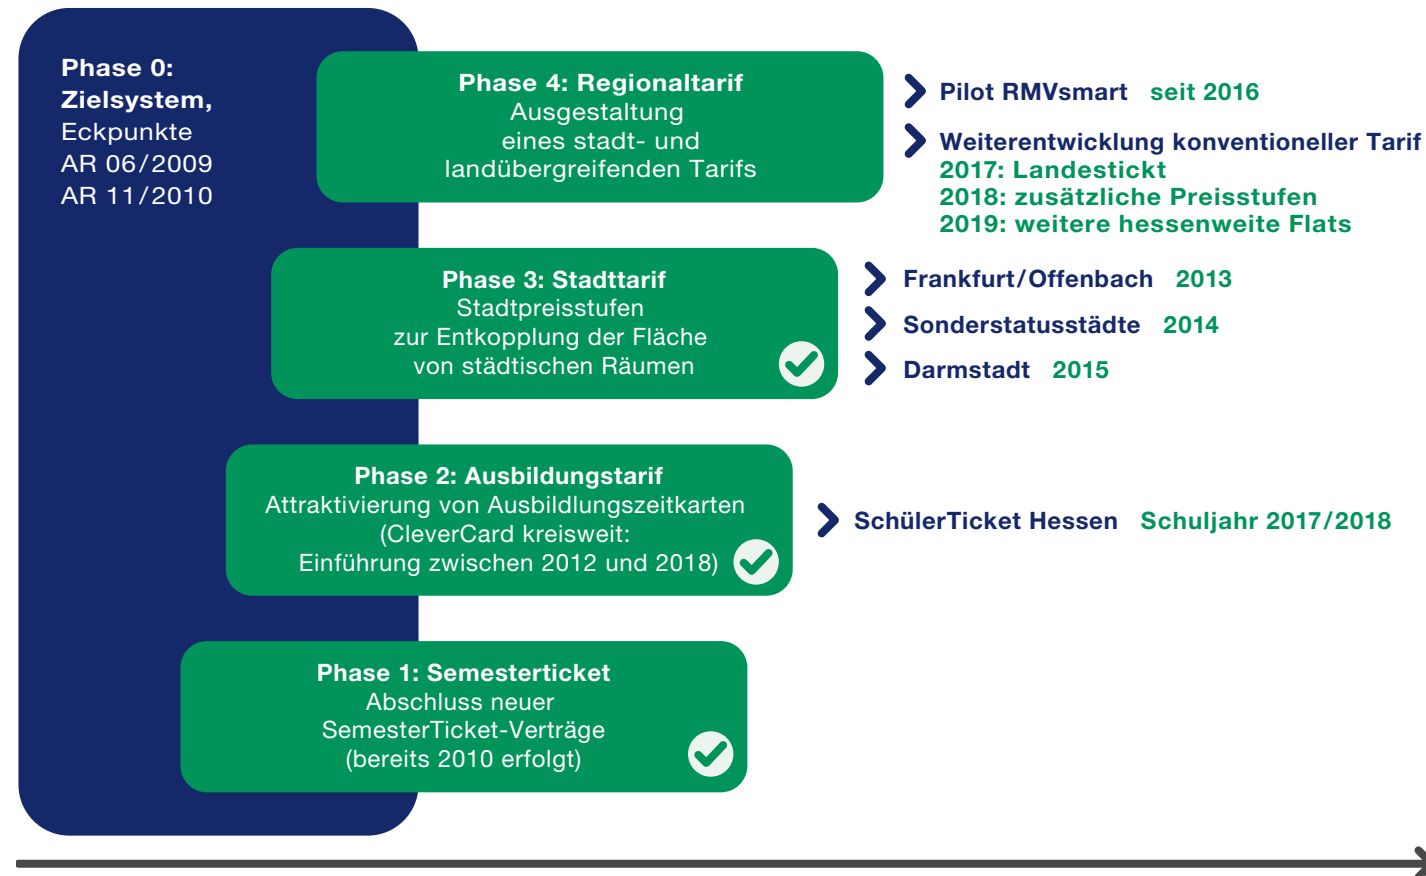 Phase 0:
Zielsystem,
Eckpunkte
AR 06/2009
AR 11/2010
Phase 4: Regionaltarif
Ausgestaltung
eines stadt- und
landübergreifenden Tarifs
Pilot RMVsmart seit 2016
Weiterentwicklung konventioneller Tarif
2017: Landestickt
2018: zusätzliche Preisstufen
2019: weitere hessenweite Flats
Phase 3: Stadttarif
Stadtpreisstufen
zur Entkopplung der Fläche
von städtischen Räumen
Frankfurt/Offenbach 2013
Sonderstatusstädte 2014
Darmstadt 2015
Phase 2: Ausbildungstarif
Attraktivierung von Ausbildlungszeitkarten
(CleverCard kreisweit:
Einführung zwischen 2012 und 2018)
SchülerTicket Hessen Schuljahr 2017/2018
Phase 1: Semesterticket
Abschluss neuer
SemesterTicket-Verträge
(bereits 2010 erfolgt)